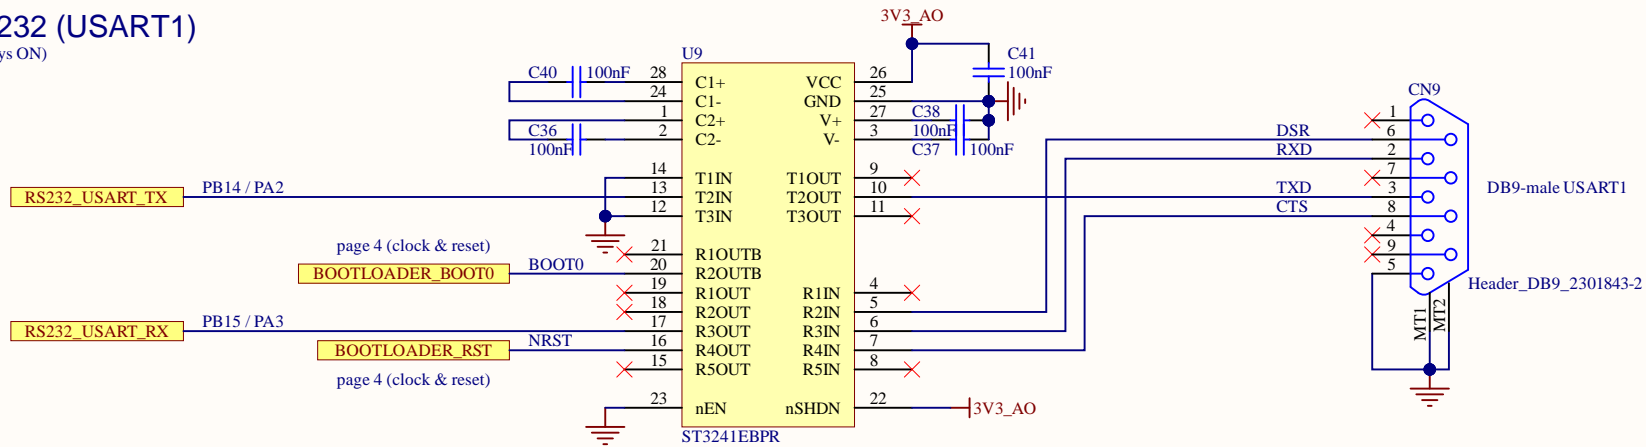 232 (USART1)
ys ON)
3V3_AO
U9
C41
100nF
C40
100nF
28
C1+
VCC
26
24
C1-
GND
25
1
C2+
V+
27
C38
100nF
2
C2-
V-
3
C36
100nF
C37
100nF
CN9
1
DSR
6
RXD
2
7
TXD
3
CTS
8
4
9
5
DB9-male USART1
Header_DB9_2301843-2
MT1
MT2
14
T1IN
T1OUT
9
RS232_USART_TX
PB14 / PA2
13
T2IN
T2OUT
10
12
T3IN
T3OUT
11
page 4 (clock & reset)
21
R1OUTB
BOOTLOADER_BOOT0
BOOT0
20
R2OUTB
19
R1OUT
R1IN
4
18
R2OUT
R2IN
5
RS232_USART_RX
PB15 / PA3
17
R3OUT
R3IN
6
BOOTLOADER_RST
NRST
16
R4OUT
R4IN
7
15
R5OUT
R5IN
8
page 4 (clock & reset)
23
nEN
nSHDN
22
3V3_AO
ST3241EBPR